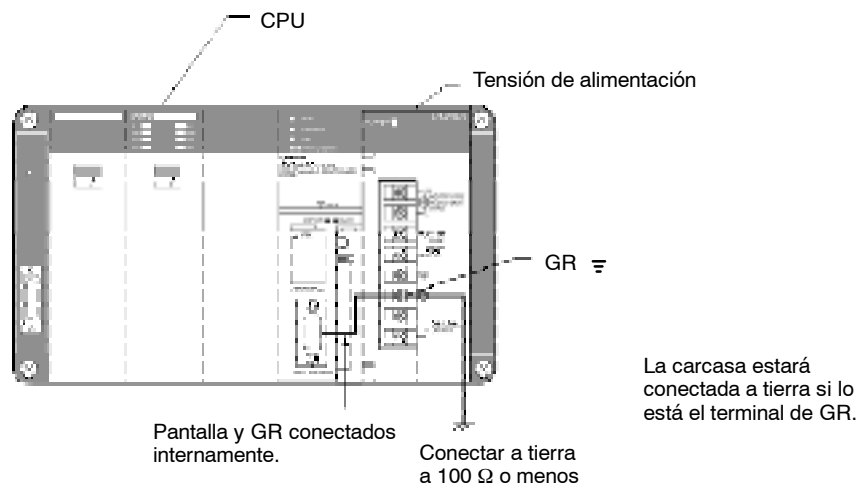 CPU
Tensión de alimentación
GR
La carcasa estará
conectada a tierra si lo
está el terminal de GR.
Pantalla y GR conectados
internamente.
Conectar a tierra
a 100 Ω o menos